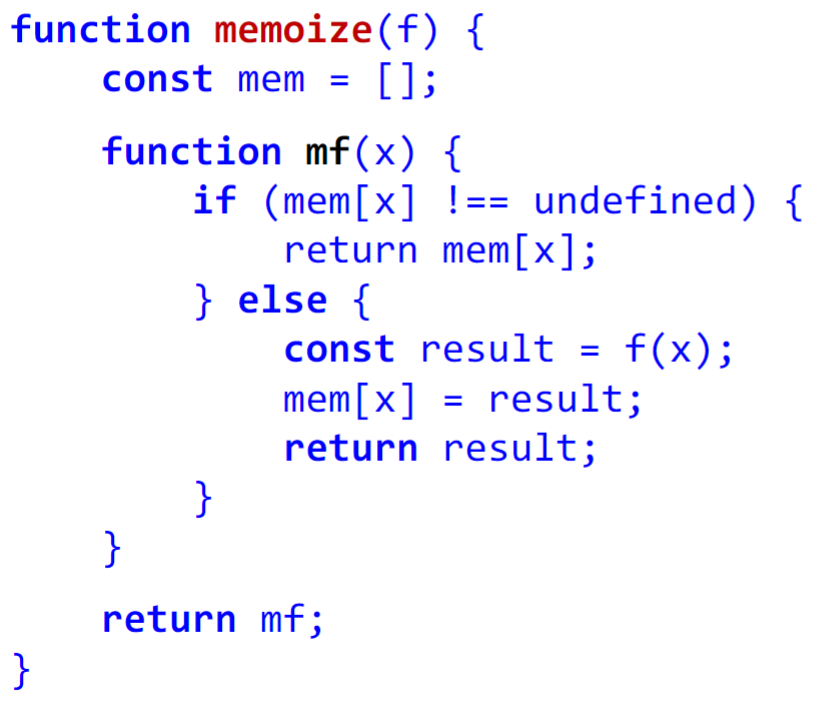 function memoize(f) {
    const mem = [];
    function mf(x) {
        if (mem[x] !== undefined) {
            return mem[x];
        } else {
            const result = f(x);
            mem[x] = result;
            return result;
        }
    }
    return mf;
}